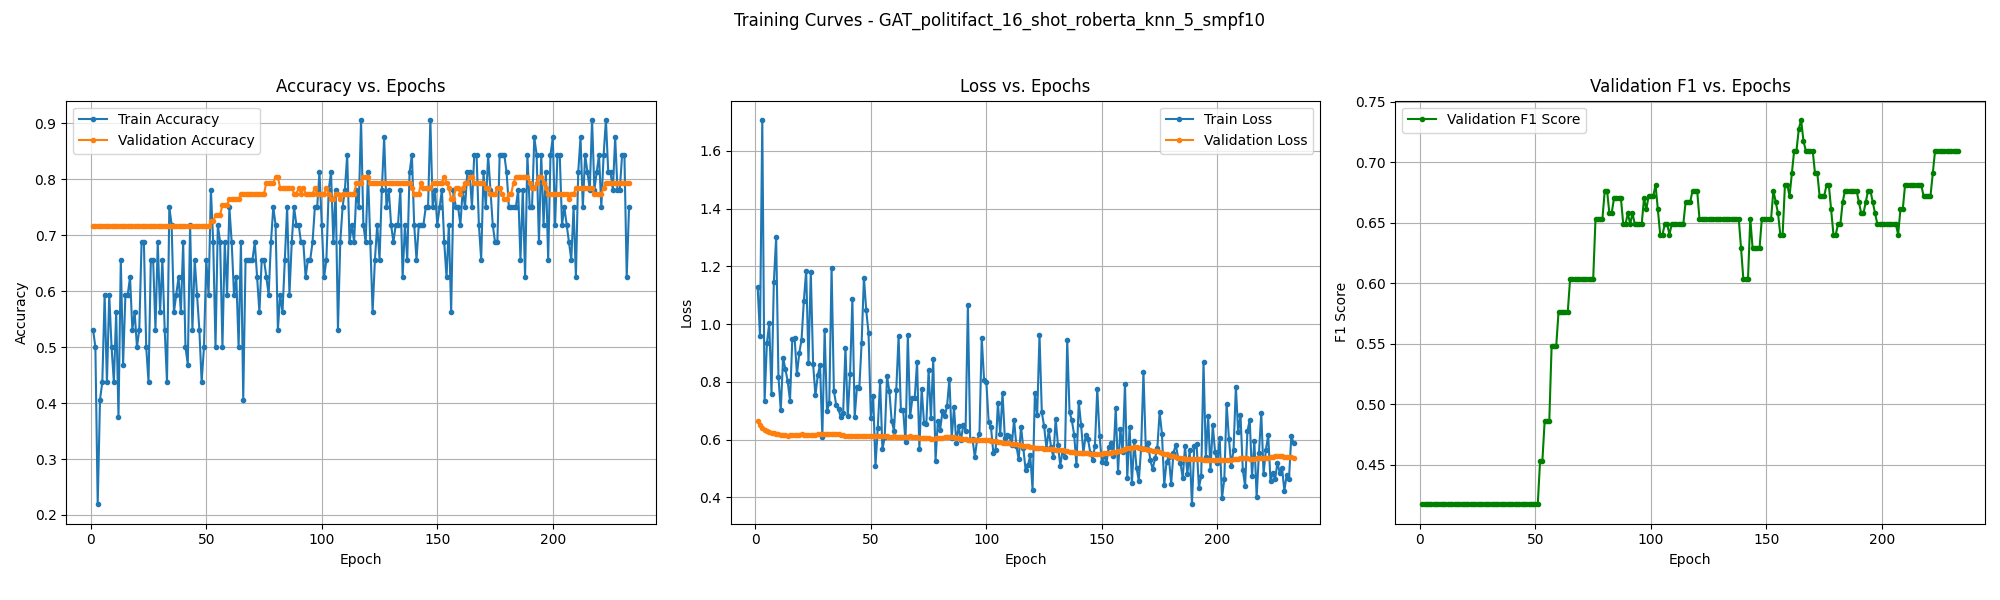 Training Curves - GAT_politifact_16_shot_roberta_knn_5_smpf10
Accuracy vs. Epochs
Train Accuracy
Validation Accuracy
Accuracy
0.9
0.8
0.7
0.6
0.5
0.4
0.3
0.2
0 50 100 150 200
Epoch
Loss vs. Epochs
Train Loss
Validation Loss
Loss
1.6
1.4
1.2
1.0
0.8
0.6
0.4
0 50 100 150 200
Epoch
Validation F1 vs. Epochs
Validation F1 Score
F1 Score
0.75
0.70
0.65
0.60
0.55
0.50
0.45
0 50 100 150 200
Epoch